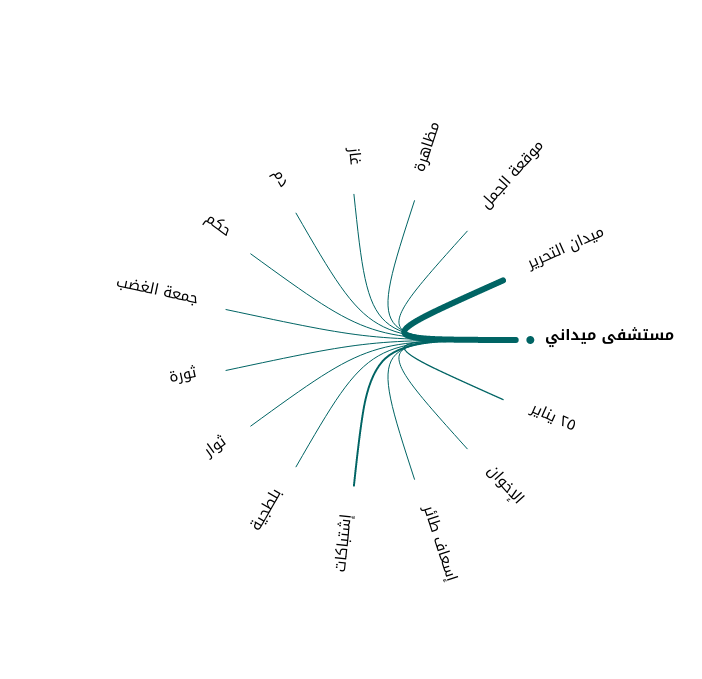 مظاهرة
غاز
موقعة الجمل
دم
حكم
ميدان التحرير
جمعة الغضب
مستشفى ميداني
ثورة
٢٥ يناير
ثوار
الإخوان
بلطجية
إشتباكات
إسعاف طائر